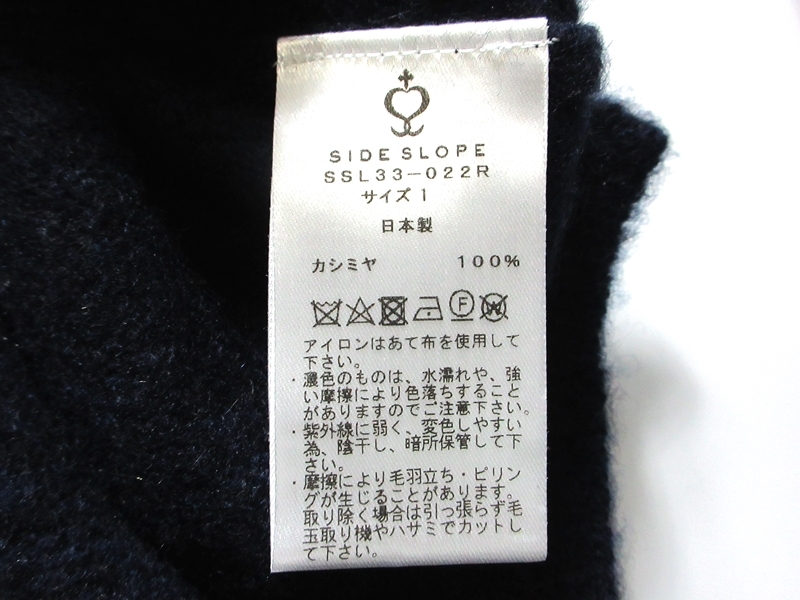 SIDE SLOPE
SSL33-022R
サイズ 1
日本製
カシミヤ 100%
F W
アイロンはあて布を使用して
下さい。
・濃色のものは、水濡れや、強
い摩擦により色落ちすること
がありますのでご注意下さい。
・紫外線に弱く、変色しやすい
為、陰干し、暗所保管して下
さい。
・摩擦により毛羽立ち・ピリン
グが生じることがあります。
取り除く場合は引っ張らず毛
玉取り機やハサミでカットし
て下さい。